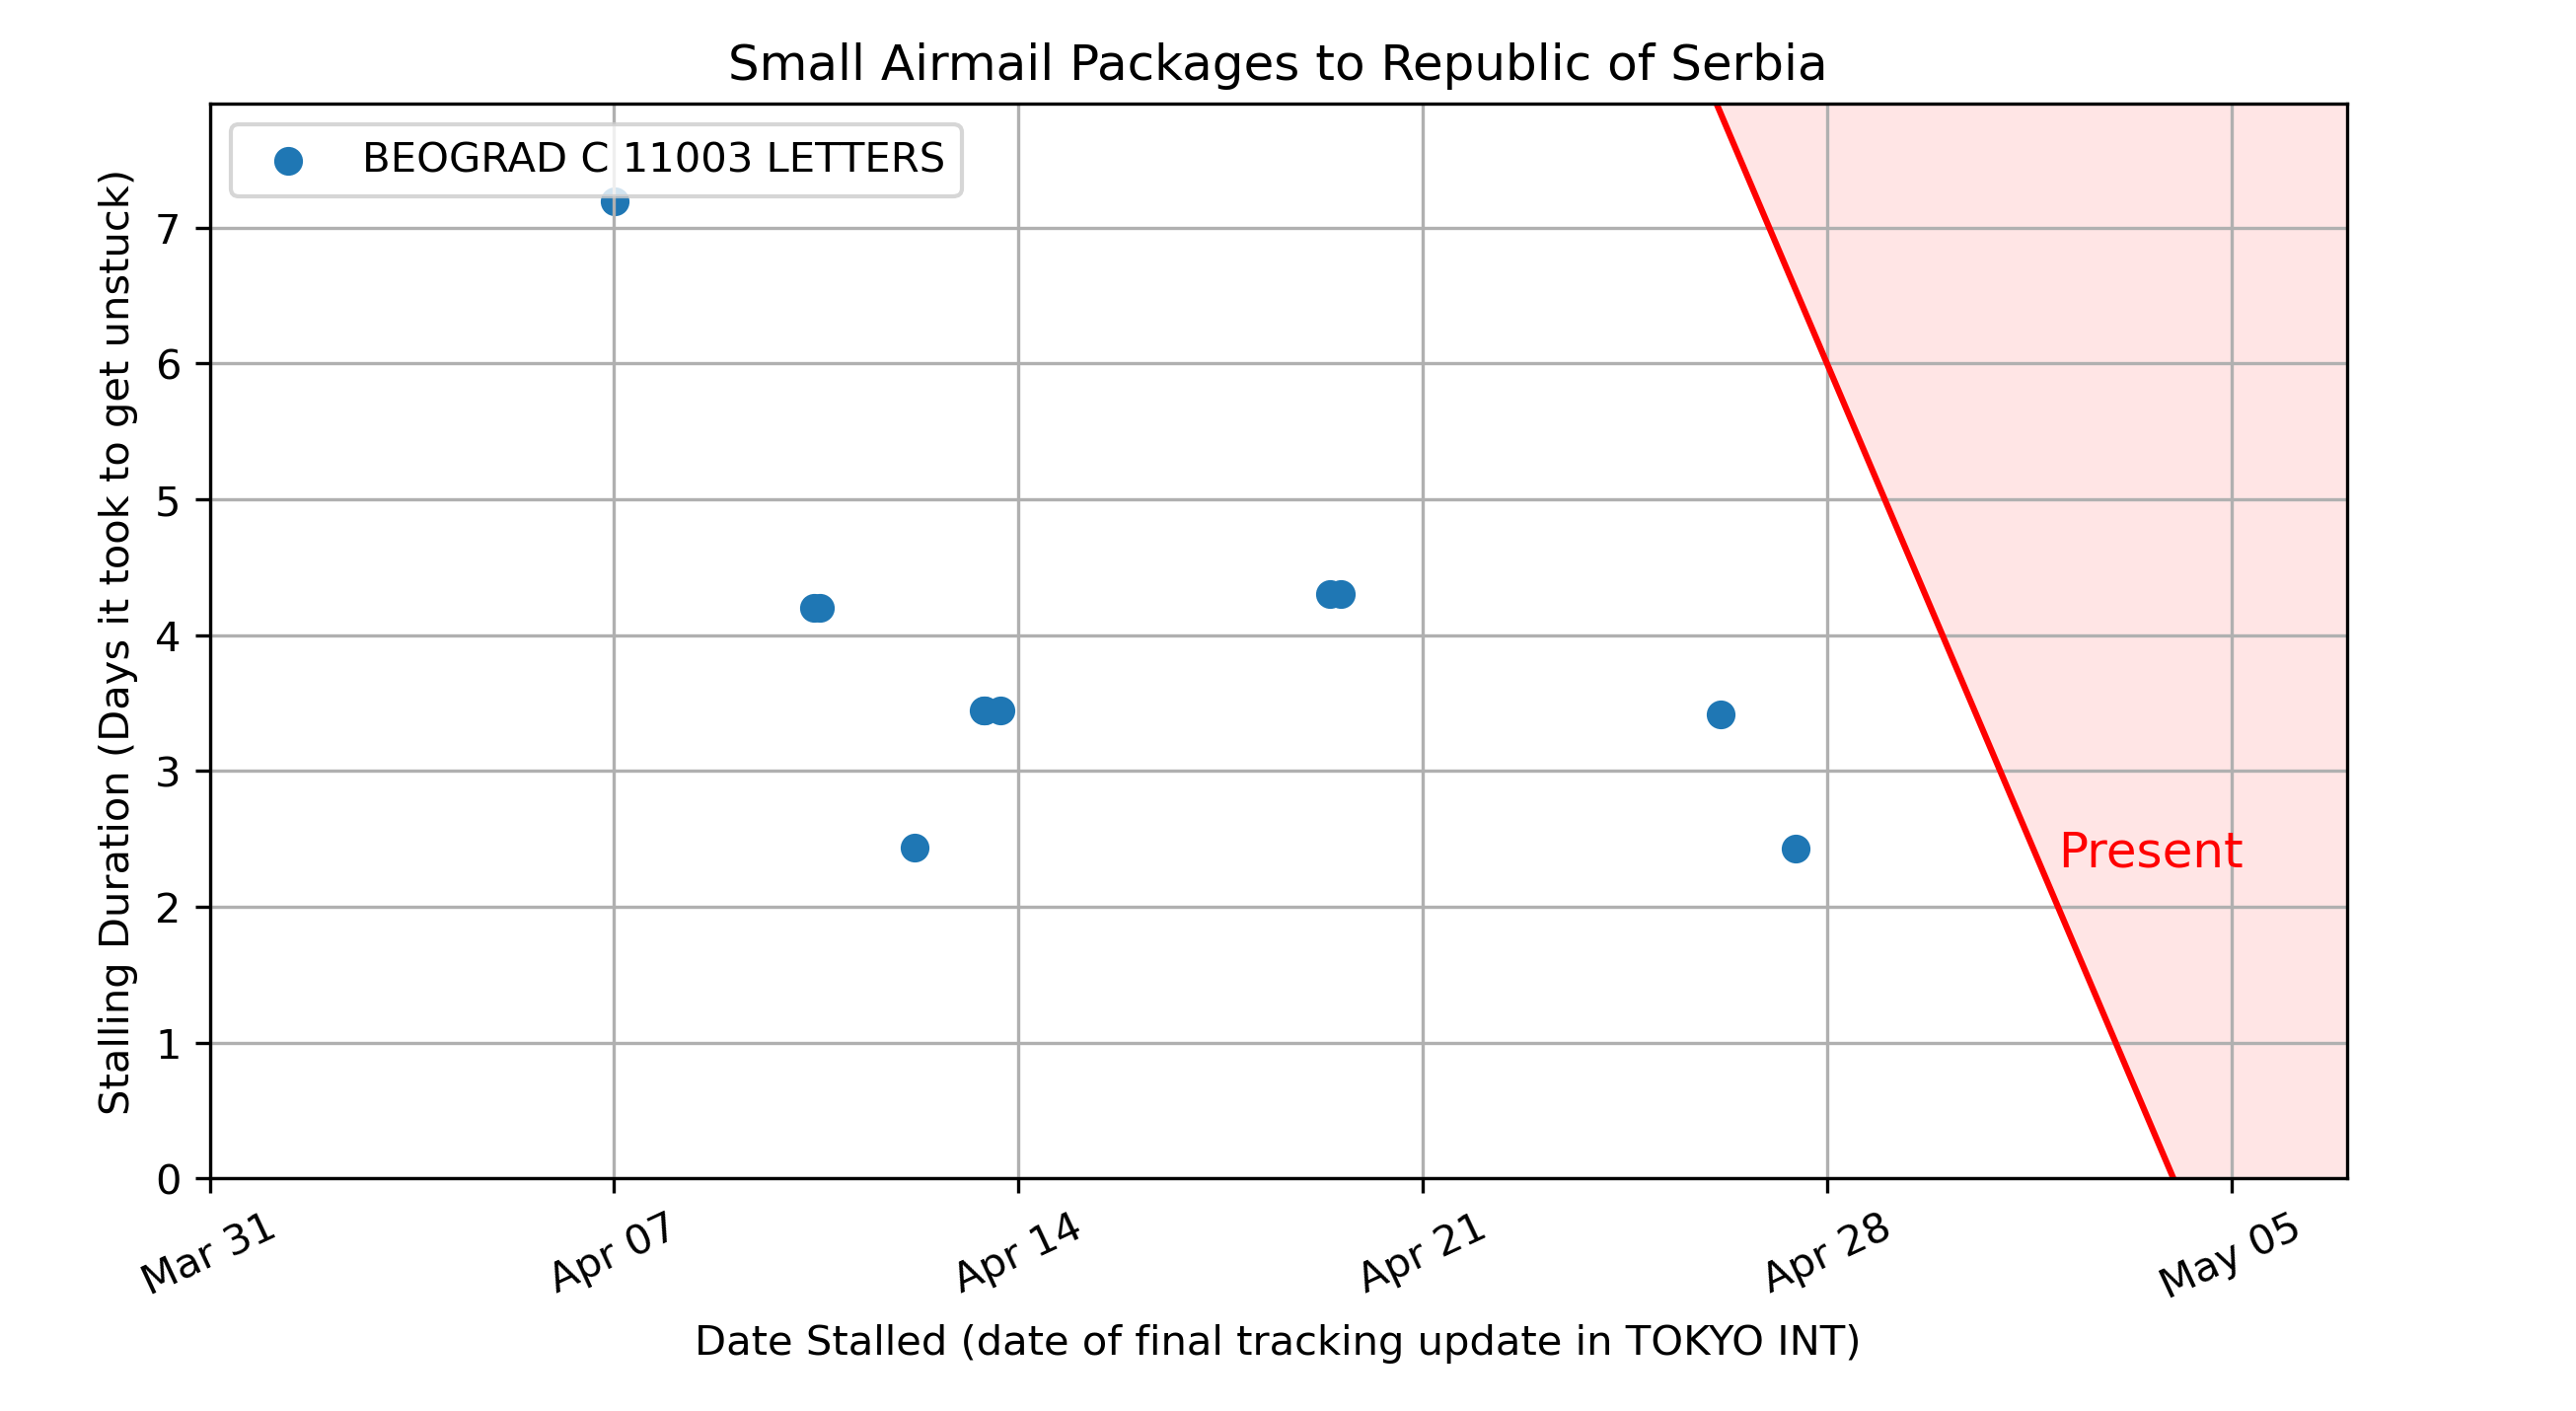 Small Airmail Packages to Republic of Serbia
BEOGRAD C 11003 LETTERS
Stalling Duration (Days it took to get unstuck)
7
6
5
4
3
2
1
0
Present
Mar 31
Apr 07
Apr 14
Apr 21
Apr 28
May 05
Date Stalled (date of final tracking update in TOKYO INT)